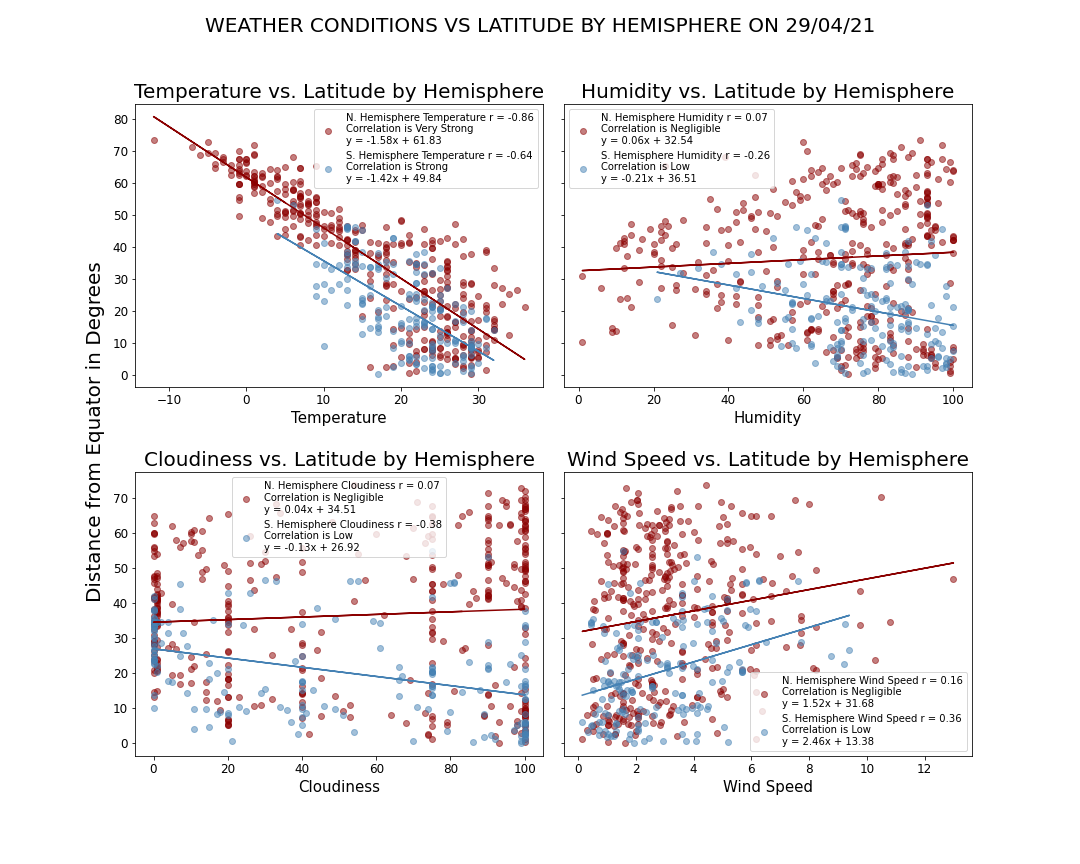 WEATHER CONDITIONS VS LATITUDE BY HEMISPHERE ON 29/04/21
Distance from Equator in Degrees
Temperature vs. Latitude by Hemisphere
N. Hemisphere Temperature r = -0.86
Correlation is Very Strong
y = -1.58x + 61.83
S. Hemisphere Temperature r = -0.64
Correlation is Strong
y = -1.42x + 49.84
80
70
60
50
40
30
20
10
0
−10 0 10 20 30
Temperature
Humidity vs. Latitude by Hemisphere
N. Hemisphere Humidity r = 0.07
Correlation is Negligible
y = 0.06x + 32.54
S. Hemisphere Humidity r = -0.26
Correlation is Low
y = -0.21x + 36.51
0 20 40 60 80 100
Humidity
Cloudiness vs. Latitude by Hemisphere
N. Hemisphere Cloudiness r = 0.07
Correlation is Negligible
y = 0.04x + 34.51
S. Hemisphere Cloudiness r = -0.38
Correlation is Low
y = -0.13x + 26.92
70
60
50
40
30
20
10
0
0 20 40 60 80 100
Cloudiness
Wind Speed vs. Latitude by Hemisphere
N. Hemisphere Wind Speed r = 0.16
Correlation is Negligible
y = 1.52x + 31.68
S. Hemisphere Wind Speed r = 0.36
Correlation is Low
y = 2.46x + 13.38
0 2 4 6 8 10 12
Wind Speed